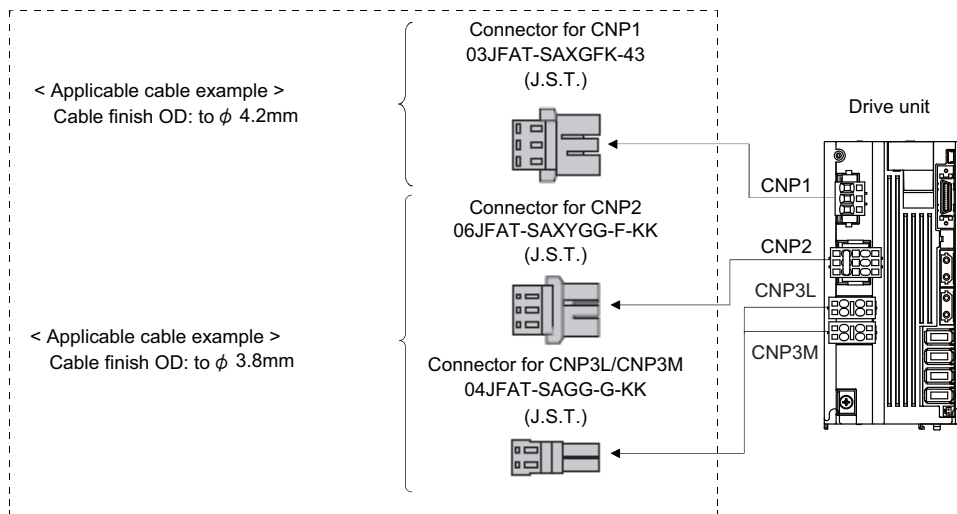 Connector for CNP1
03JFAT-SAXGFK-43
(J.S.T.)
< Applicable cable example >
Cable finish OD: to φ 4.2mm
Drive unit
CNP1
Connector for CNP2
06JFAT-SAXYGG-F-KK
(J.S.T.)
CNP2
CNP3L
< Applicable cable example >
Cable finish OD: to φ 3.8mm
CNP3M
Connector for CNP3L/CNP3M
04JFAT-SAGG-G-KK
(J.S.T.)